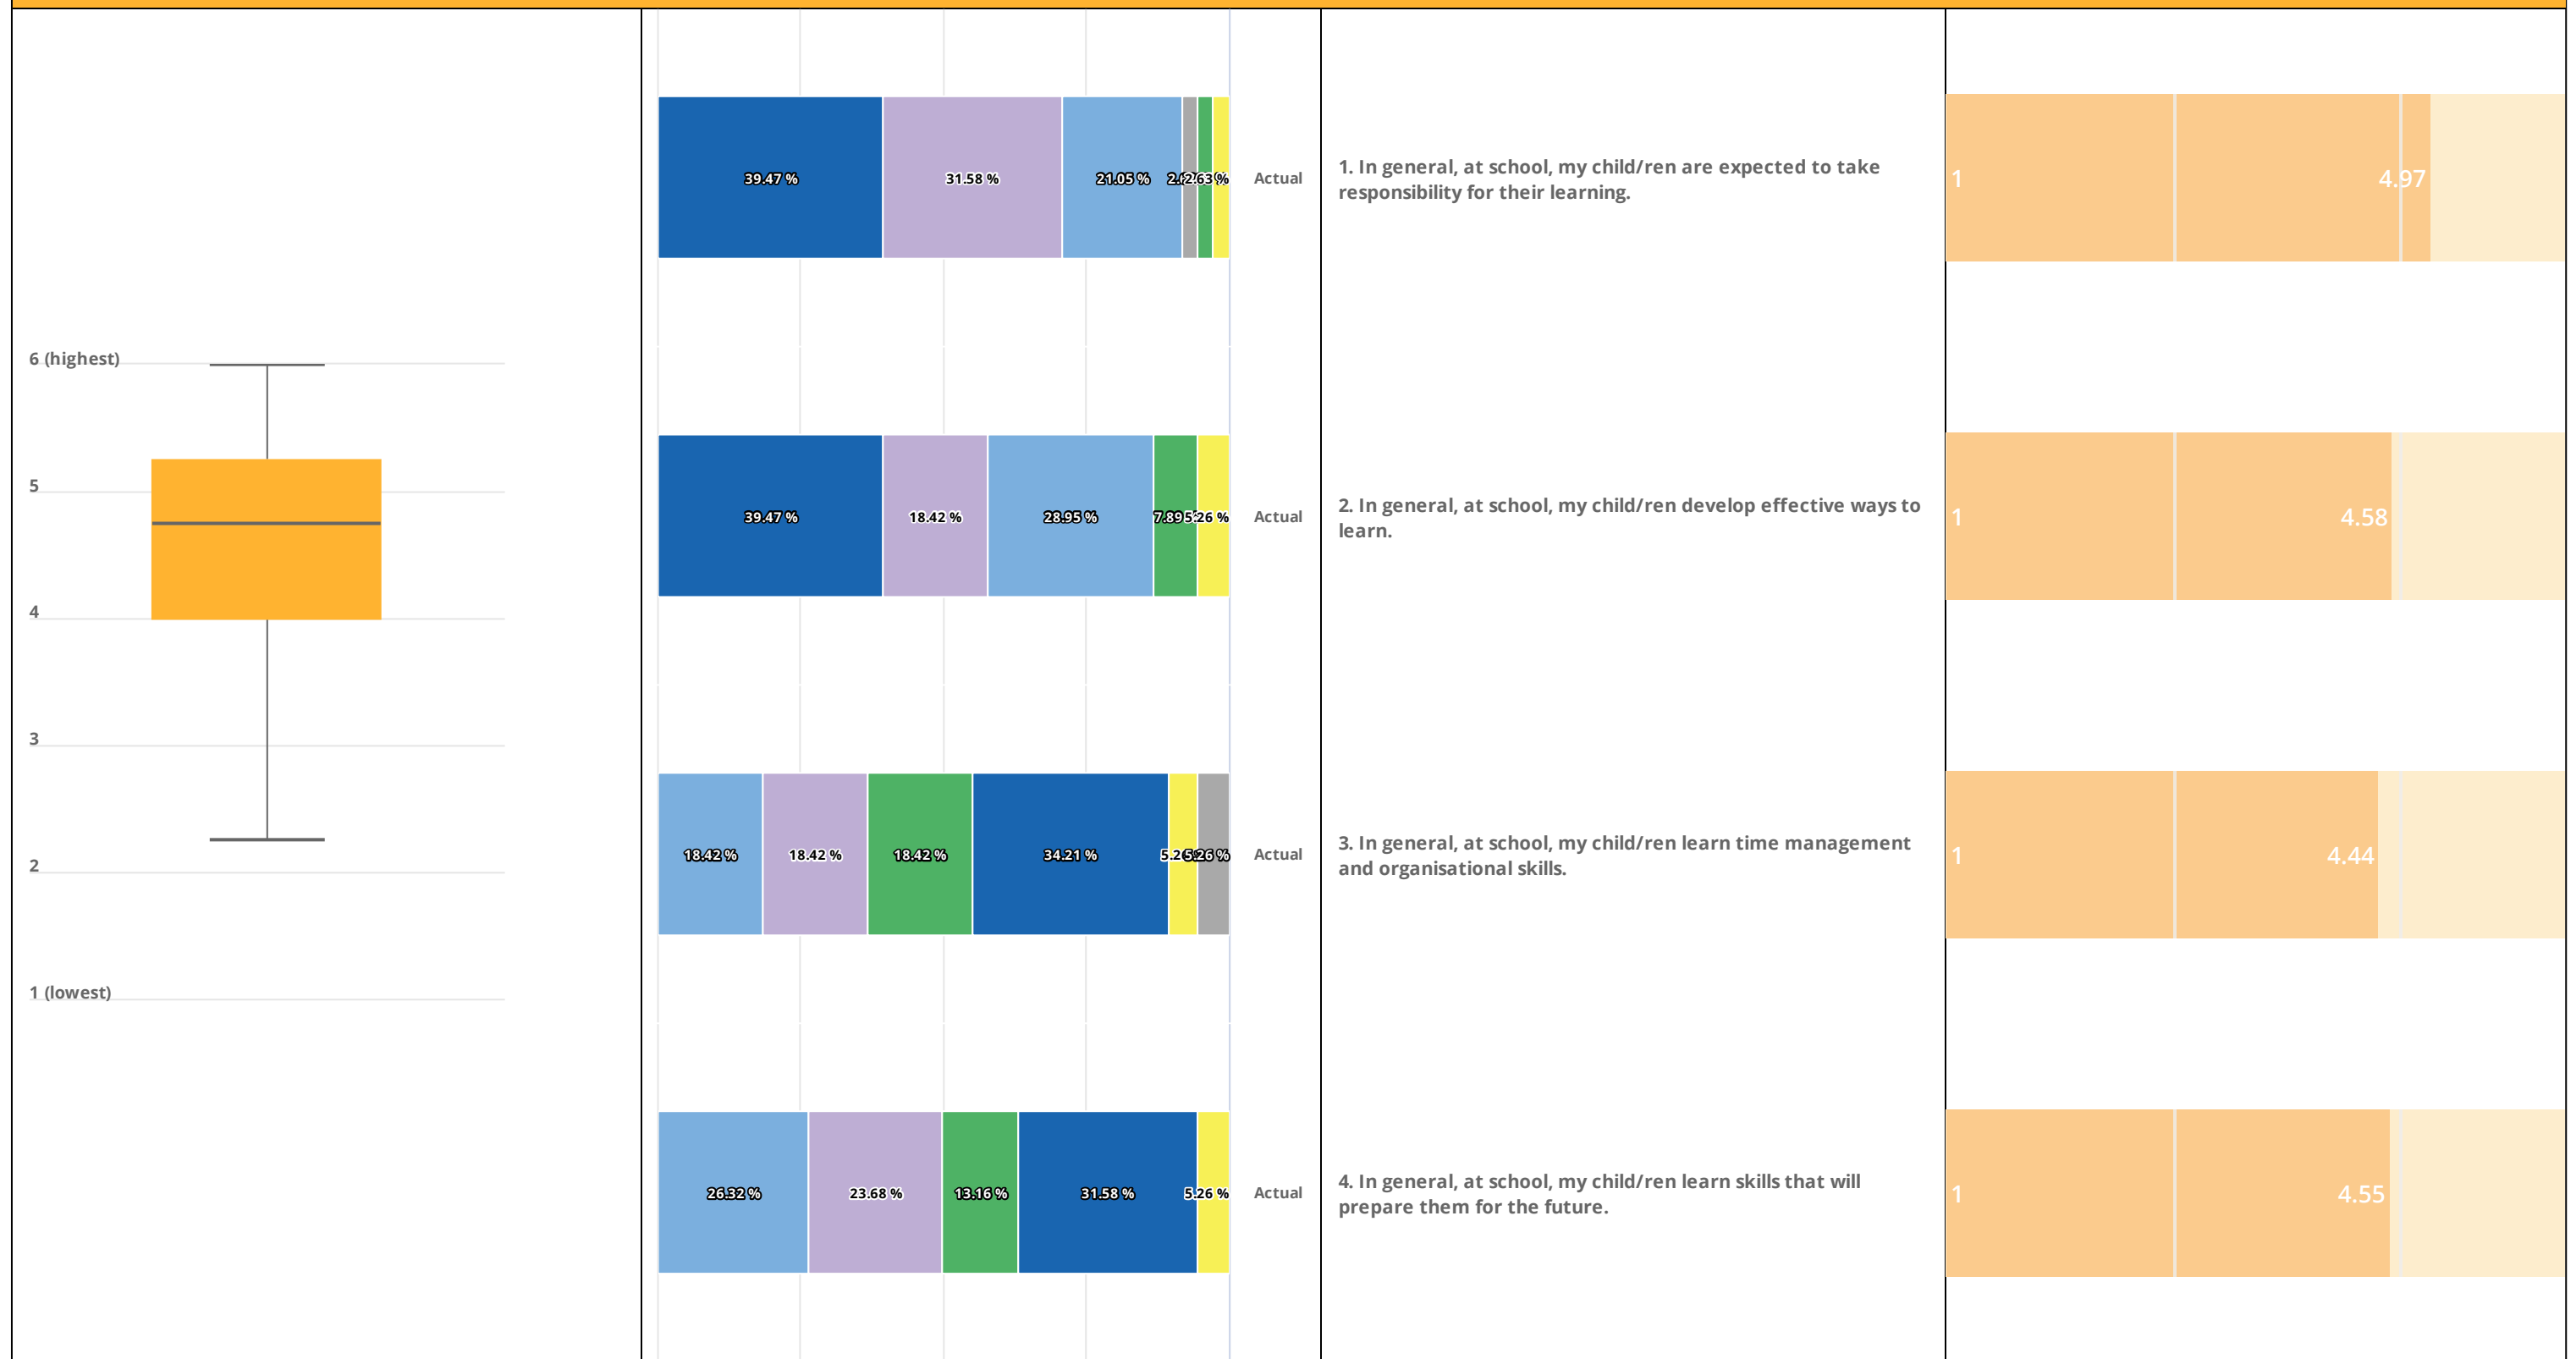 6 (highest)
5
4
3
2
1 (lowest)
39.47 %
31.58 %
21.05 %
2.63 %
Actual
1. In general, at school, my child/ren are expected to take
responsibility for their learning.
1
4.97
39.47 %
18.42 %
28.95 %
7.89
5.26 %
Actual
2. In general, at school, my child/ren develop effective ways to
learn.
1
4.58
18.42 %
18.42 %
18.42 %
34.21 %
5.26 %
Actual
3. In general, at school, my child/ren learn time management
and organisational skills.
1
4.44
26.32 %
23.68 %
13.16 %
31.58 %
5.26 %
Actual
4. In general, at school, my child/ren learn skills that will
prepare them for the future.
1
4.55